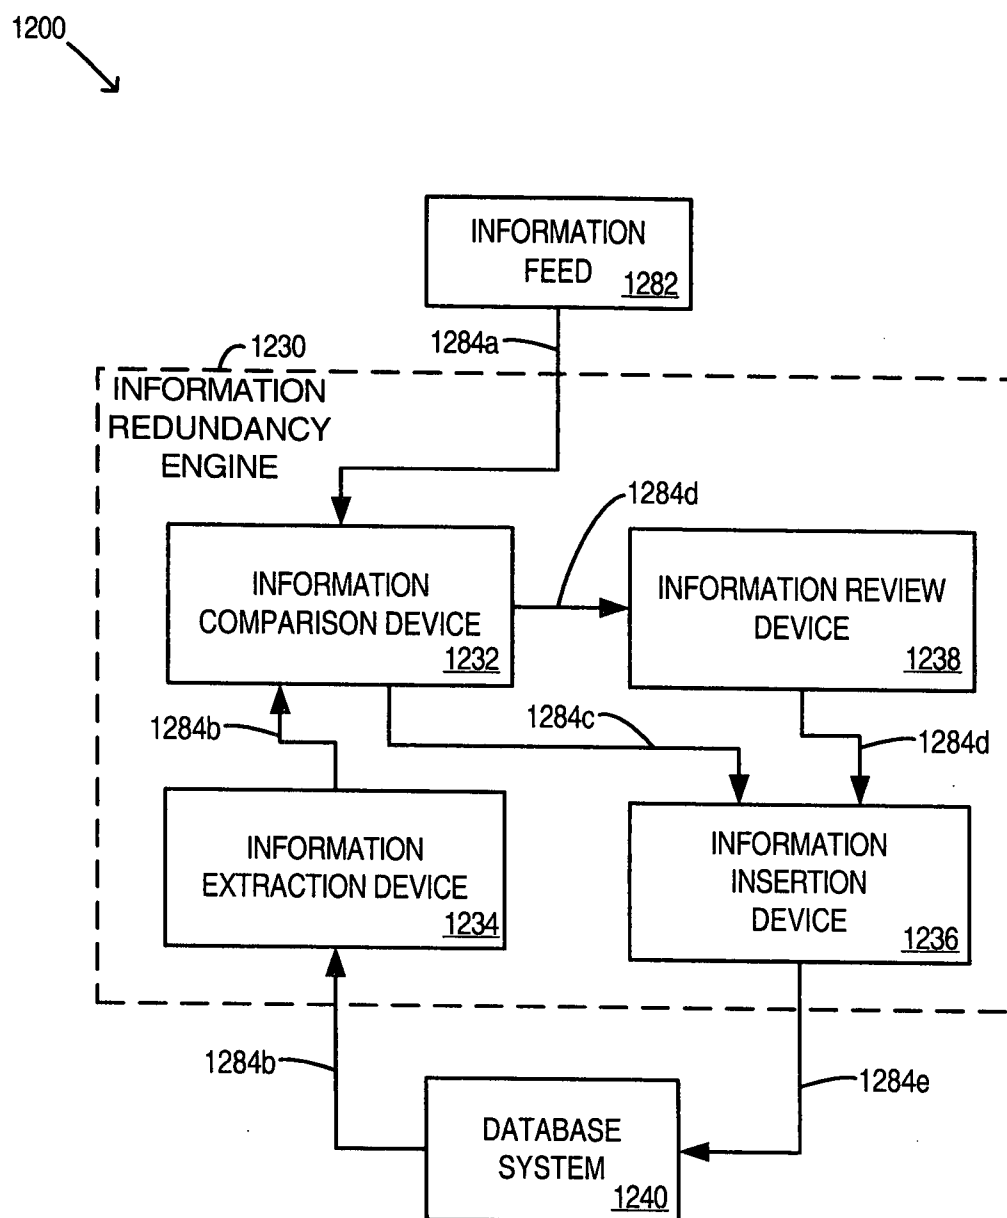 1200
INFORMATION
FEED
1282
1284a
1230
INFORMATION
REDUNDANCY
ENGINE
1284d
INFORMATION
COMPARISON DEVICE
1232
INFORMATION REVIEW
DEVICE
1238
1284b
1284c
1284d
INFORMATION
EXTRACTION DEVICE
1234
INFORMATION
INSERTION
DEVICE
1236
1284b
1284e
DATABASE
SYSTEM
1240